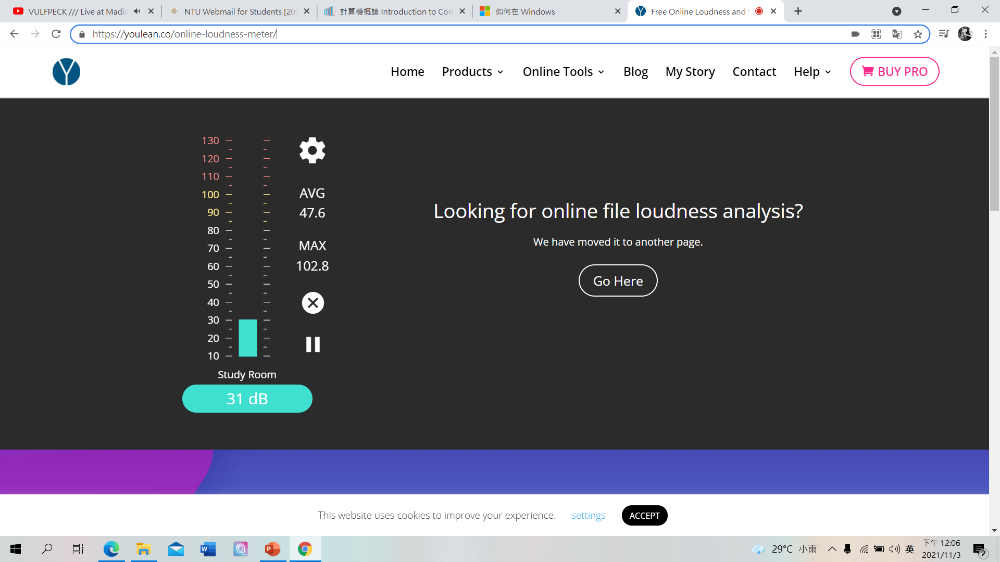 VULFPECK /// Live at Madis
NTU Webmail for Students [202
計算機概論 Introduction to Com
如何在 Windows
Free Online Loudness and S
https://youlean.co/online-loudness-meter/
Home
Products
Online Tools
Blog
My Story
Contact
Help
BUY PRO
130
120
110
100
90
80
70
60
50
40
30
20
10
AVG
47.6
MAX
102.8
Study Room
31 dB
Looking for online file loudness analysis?
We have moved it to another page.
Go Here
This website uses cookies to improve your experience.
settings
ACCEPT
29°C 小雨
英
下午 12:06
2021/11/3
2